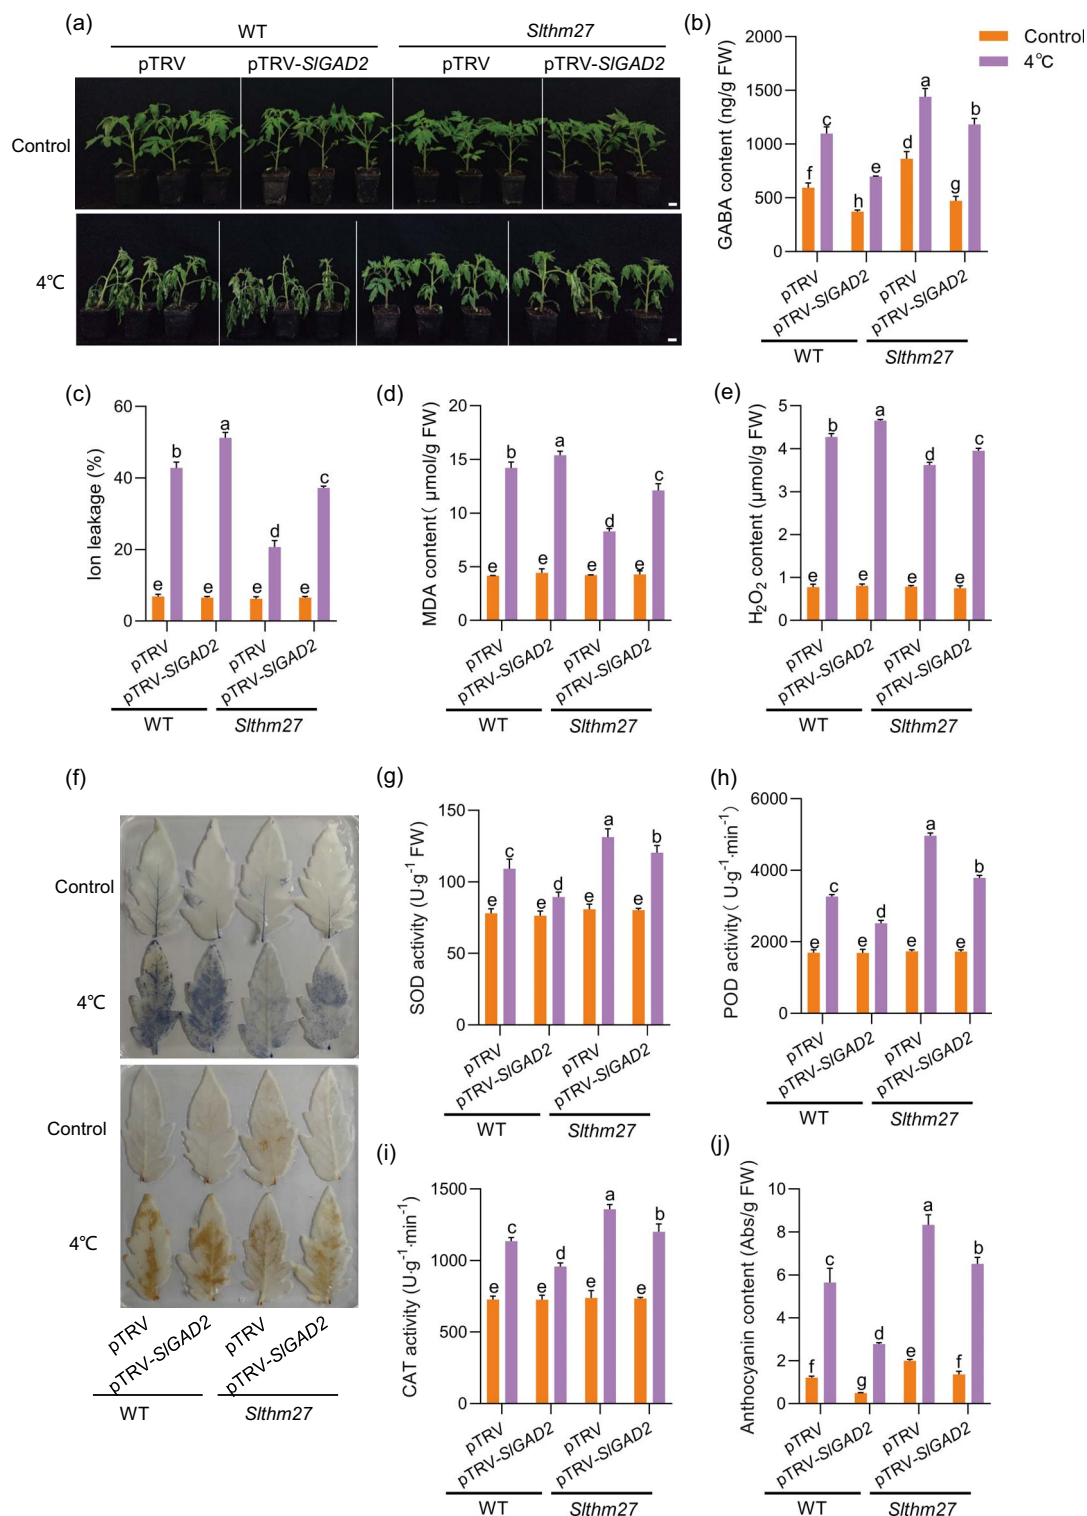 (a)
WT
Slthm27
pTRV
pTRV-SlGAD2
pTRV
pTRV-SlGAD2
Control
4℃
(b)
Control
4℃
GABA content (ng/g FW)
2000
1500
1000
500
0
f
c
h
e
d
a
g
b
pTRV
pTRV-SlGAD2
pTRV
pTRV-SlGAD2
WT
Slthm27
(c)
Ion leakage (%)
60
40
20
0
e
b
e
a
e
d
e
c
pTRV
pTRV-SlGAD2
pTRV
pTRV-SlGAD2
WT
Slthm27
(d)
MDA content( μmol/g FW)
20
15
10
5
0
e
b
e
a
e
d
e
c
pTRV
pTRV-SlGAD2
pTRV
pTRV-SlGAD2
WT
Slthm27
(e)
H₂O₂ content (μmol/g FW)
5
4
3
2
1
0
e
b
e
a
e
d
e
c
pTRV
pTRV-SlGAD2
pTRV
pTRV-SlGAD2
WT
Slthm27
(f)
Control
4℃
Control
4℃
pTRV
pTRV-SlGAD2
pTRV
pTRV-SlGAD2
WT
Slthm27
(g)
SOD activity (U·g⁻¹ FW)
150
100
50
0
e
c
e
d
e
a
e
b
pTRV
pTRV-SlGAD2
pTRV
pTRV-SlGAD2
WT
Slthm27
(h)
POD activity( U·g⁻¹·min⁻¹)
6000
4000
2000
0
e
c
e
d
e
a
e
b
pTRV
pTRV-SlGAD2
pTRV
pTRV-SlGAD2
WT
Slthm27
(i)
CAT activity (U·g⁻¹·min⁻¹)
1500
1000
500
0
e
c
e
d
e
a
e
b
pTRV
pTRV-SlGAD2
pTRV
pTRV-SlGAD2
WT
Slthm27
(j)
Anthocyanin content (Abs/g FW)
10
8
6
4
2
0
f
c
g
d
e
a
f
b
pTRV
pTRV-SlGAD2
pTRV
pTRV-SlGAD2
WT
Slthm27